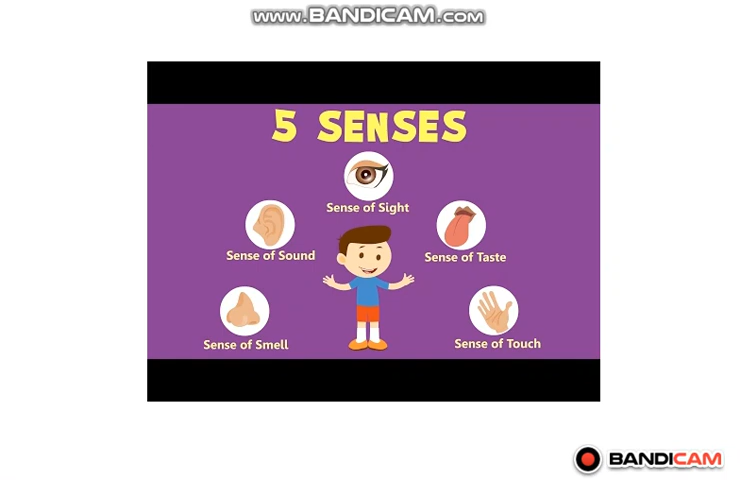 www.BANDICAM.com
5 SENSES
Sense of Sight
Sense of Sound
Sense of Taste
Sense of Smell
Sense of Touch
BANDICAM